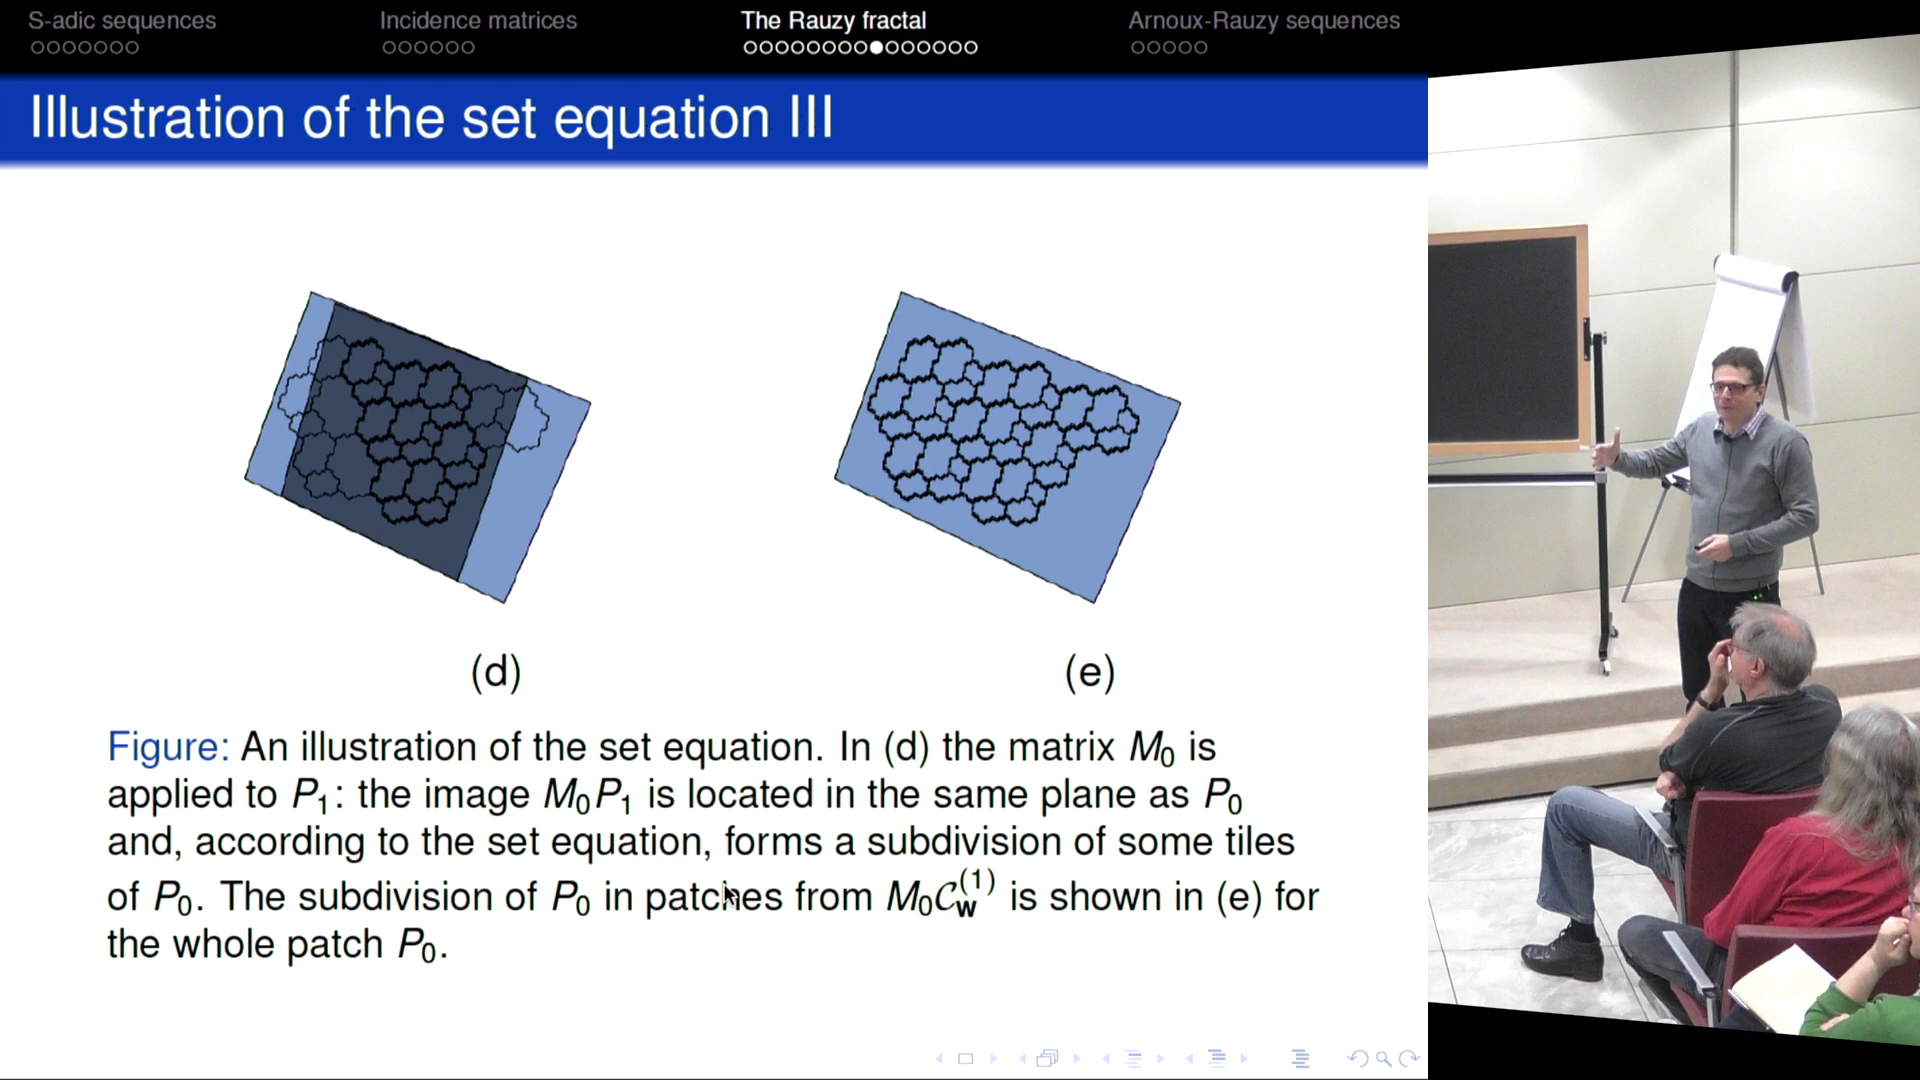 S-adic sequences Incidence matrices The Rauzy fractal Arnoux-Rauzy sequences
Illustration of the set equation III
(d) (e)
Figure: An illustration of the set equation. In (d) the matrix M₀ is
applied to P₁: the image M₀P₁ is located in the same plane as P₀
and, according to the set equation, forms a subdivision of some tiles
of P₀. The subdivision of P₀ in patches from M₀𝒞_w^(1) is shown in (e) for
the whole patch P₀.